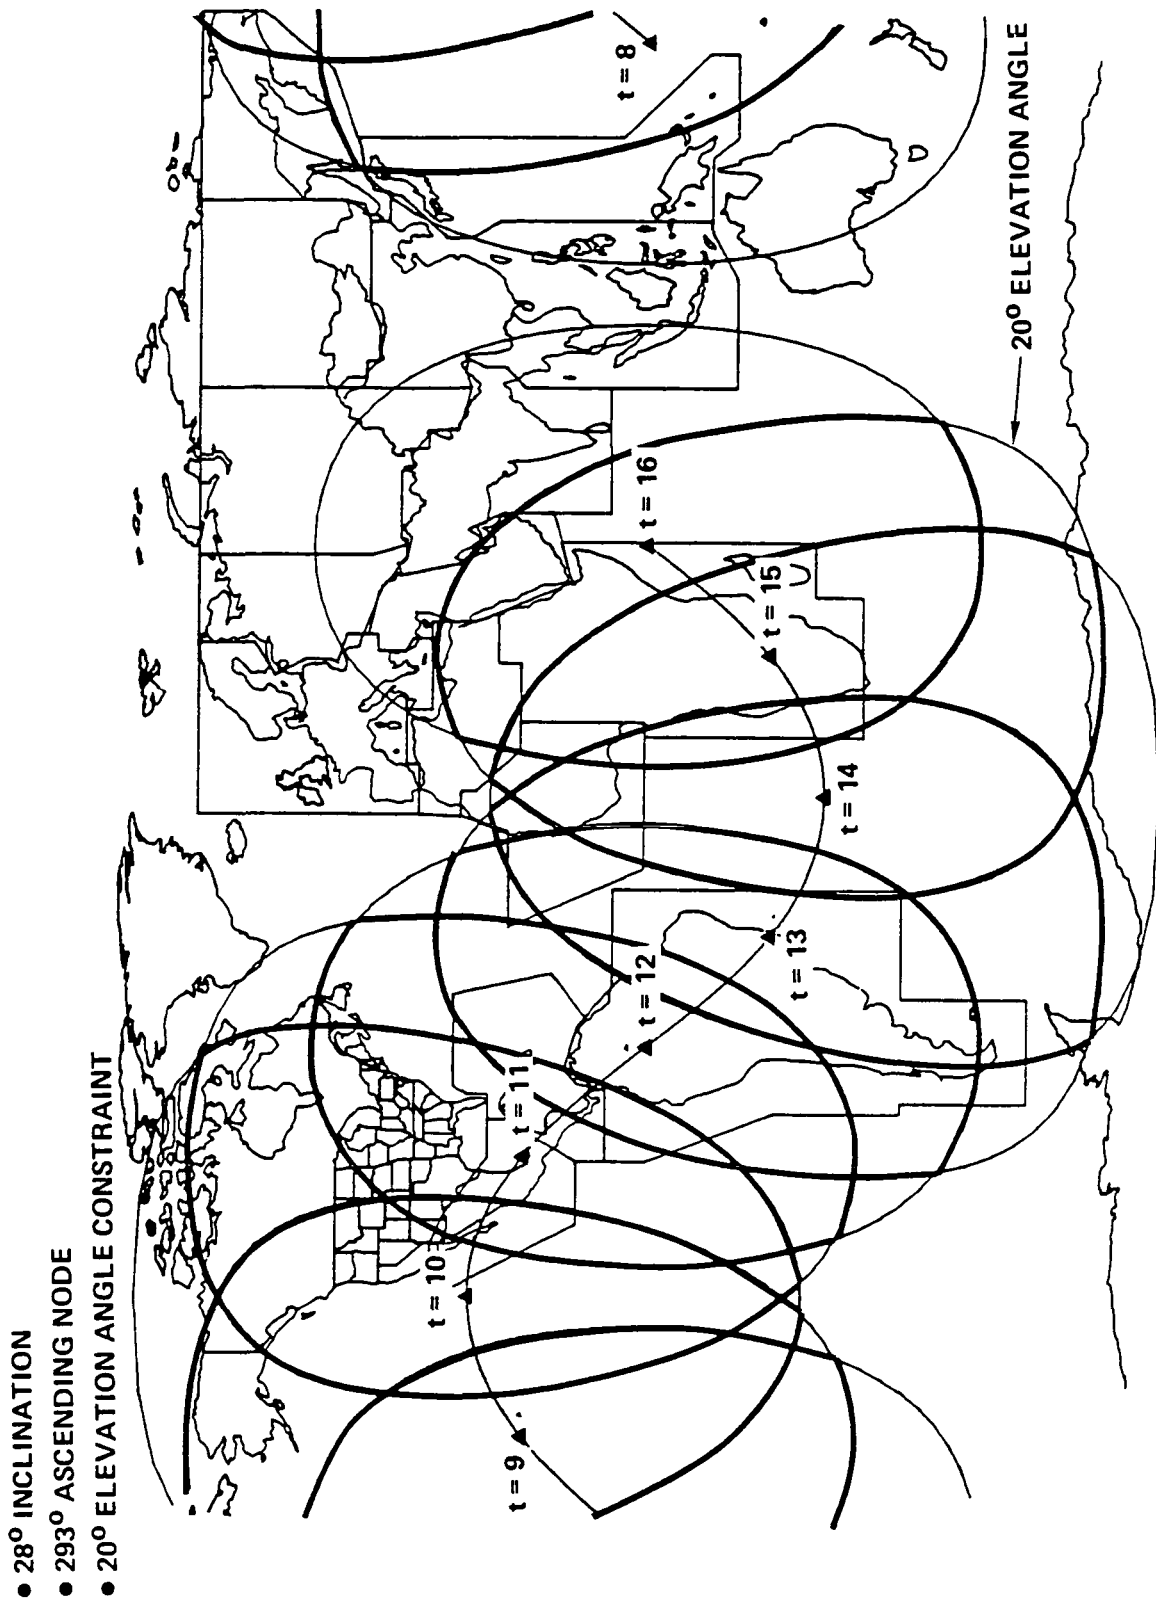 • 28° INCLINATION
• 293° ASCENDING NODE
• 20° ELEVATION ANGLE CONSTRAINT
t = 9
t = 10
t = 11
t = 12
t = 13
t = 14
t = 15
t = 16
t = 8
20° ELEVATION ANGLE